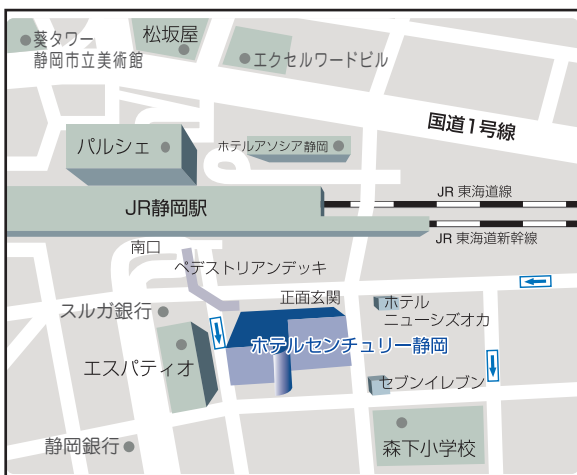 葵タワー
静岡市立美術館
松坂屋
エクセルワードビル
国道1号線
パルシェ
ホテルアソシア静岡
JR静岡駅
JR 東海道線
JR 東海道新幹線
南口
ペデストリアンデッキ
正面玄関
スルガ銀行
ホテル
ニューシズオカ
ホテルセンチュリー静岡
エスパティオ
セブンイレブン
静岡銀行
森下小学校